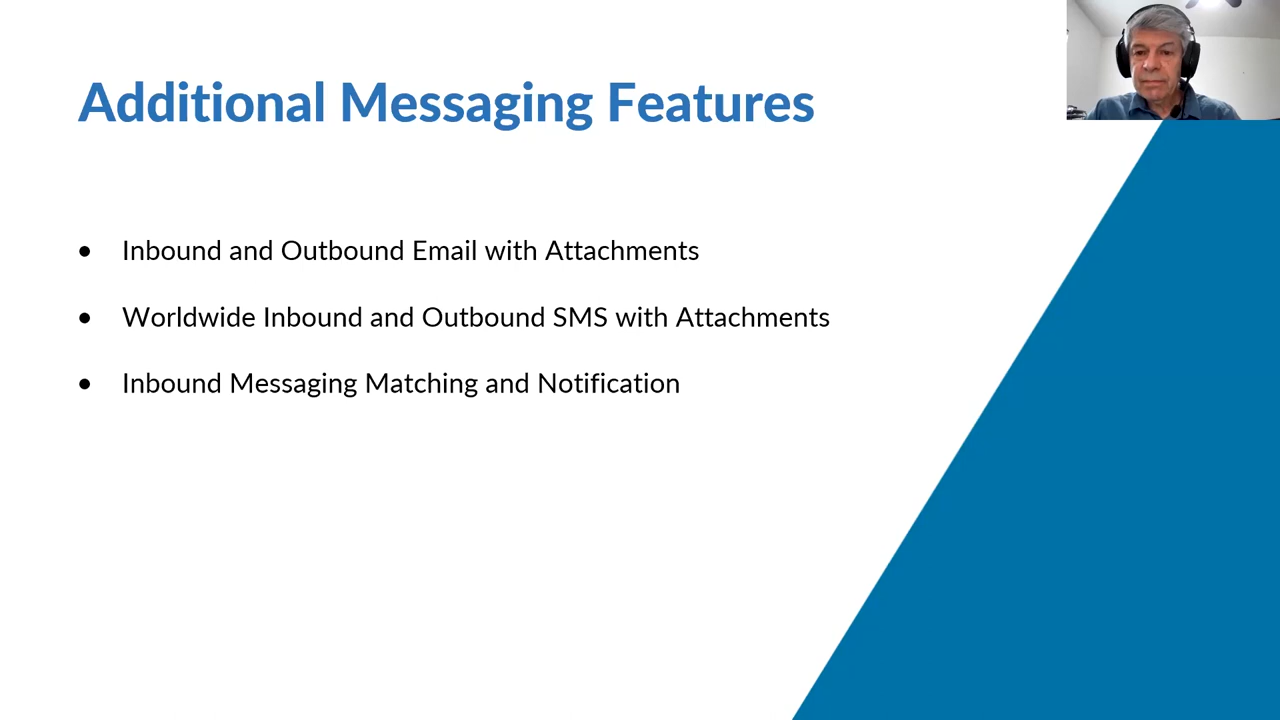 Additional Messaging Features
• Inbound and Outbound Email with Attachments
• Worldwide Inbound and Outbound SMS with Attachments
• Inbound Messaging Matching and Notification